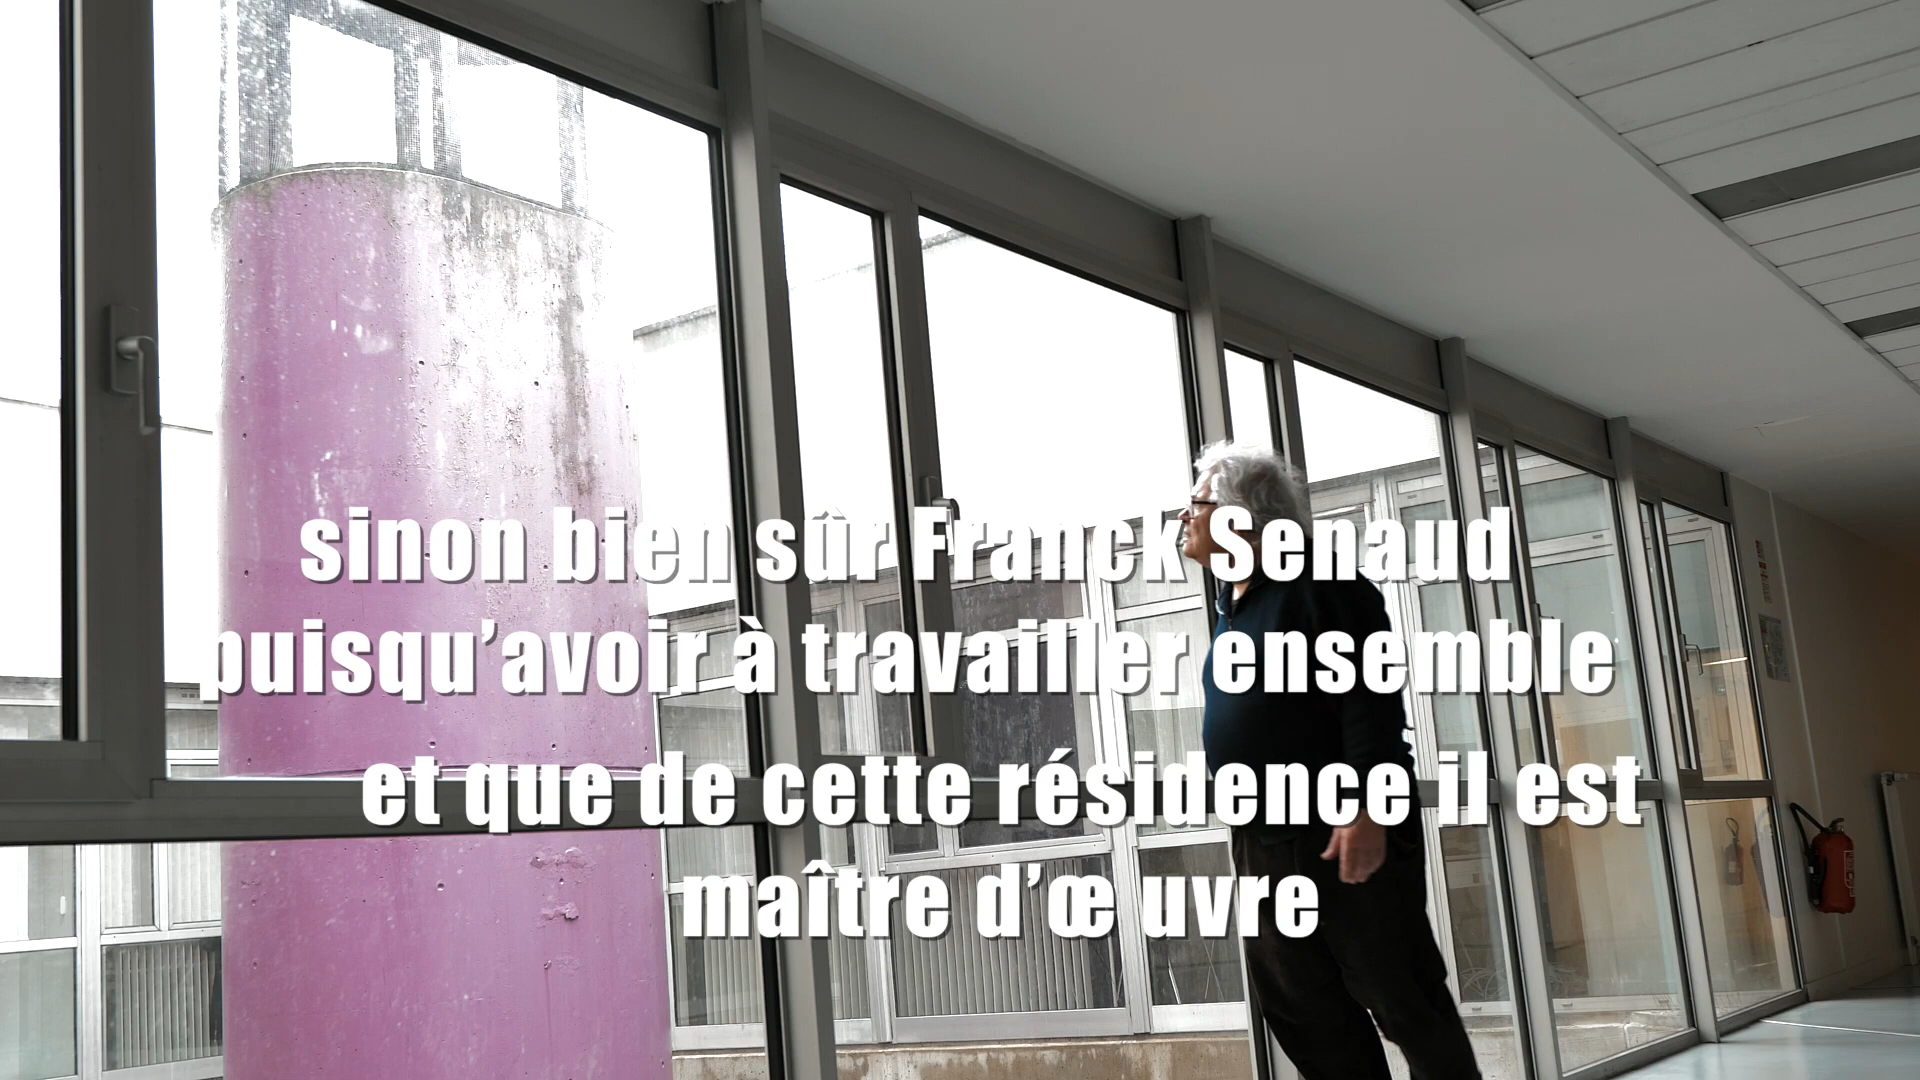 sinon bien sûr Franck Senaud
puisqu’avoir à travailler ensemble
et que de cette résidence il est
maître d’œ uvre